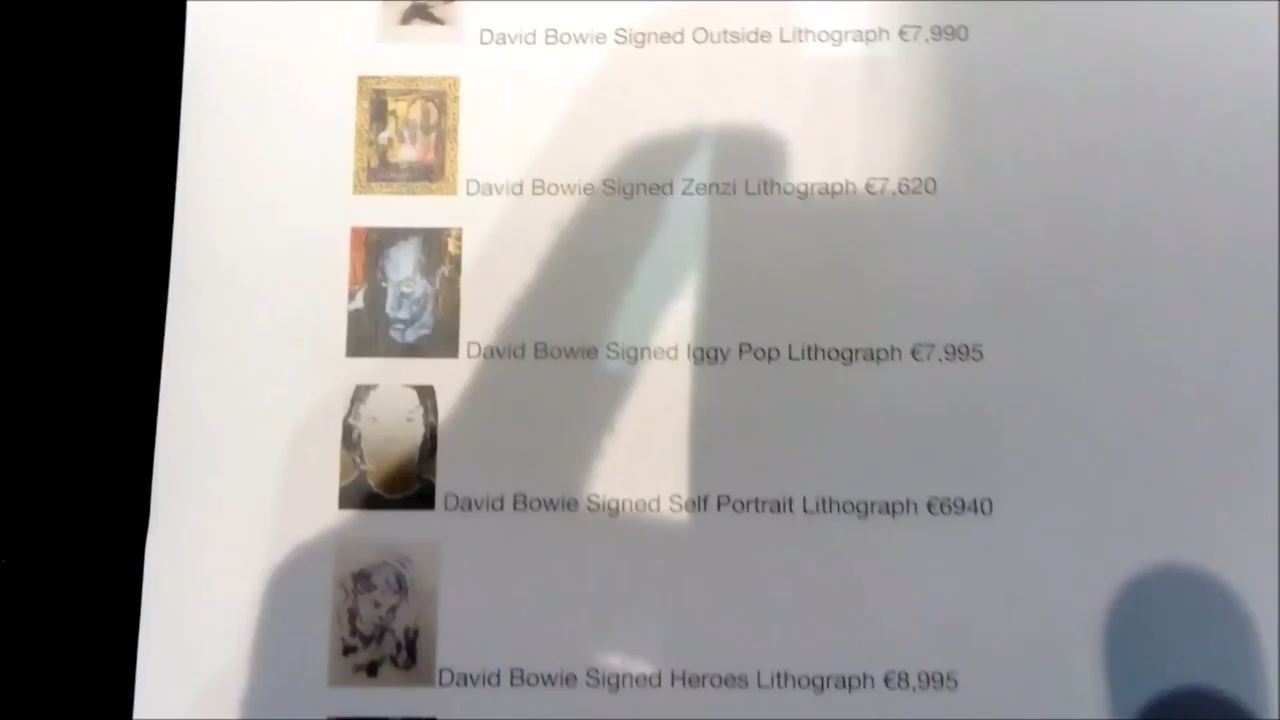 David Bowie Signed Outside Lithograph €7,990
David Bowie Signed Zenzi Lithograph €7,620
David Bowie Signed Iggy Pop Lithograph €7,995
David Bowie Signed Self Portrait Lithograph €6940
David Bowie Signed Heroes Lithograph €8,995